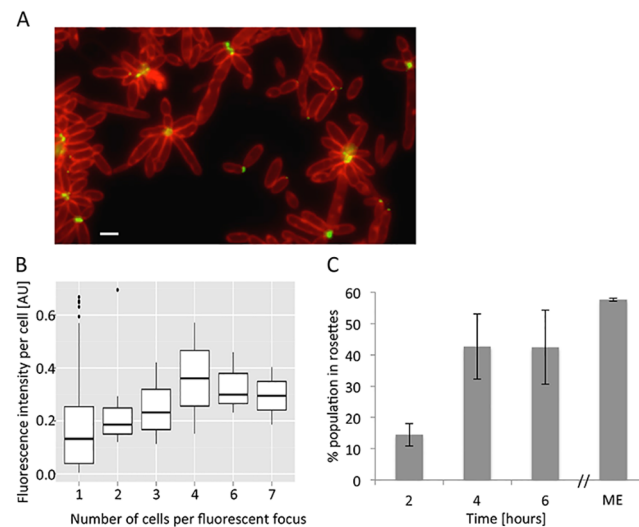 A
B
Fluorescence intensity per cell [AU]
0.6
0.4
0.2
0.0
1 2 3 4 6 7
Number of cells per fluorescent focus
C
% population in rosettes
60
50
40
30
20
10
0
2 4 6 // ME
Time [hours]